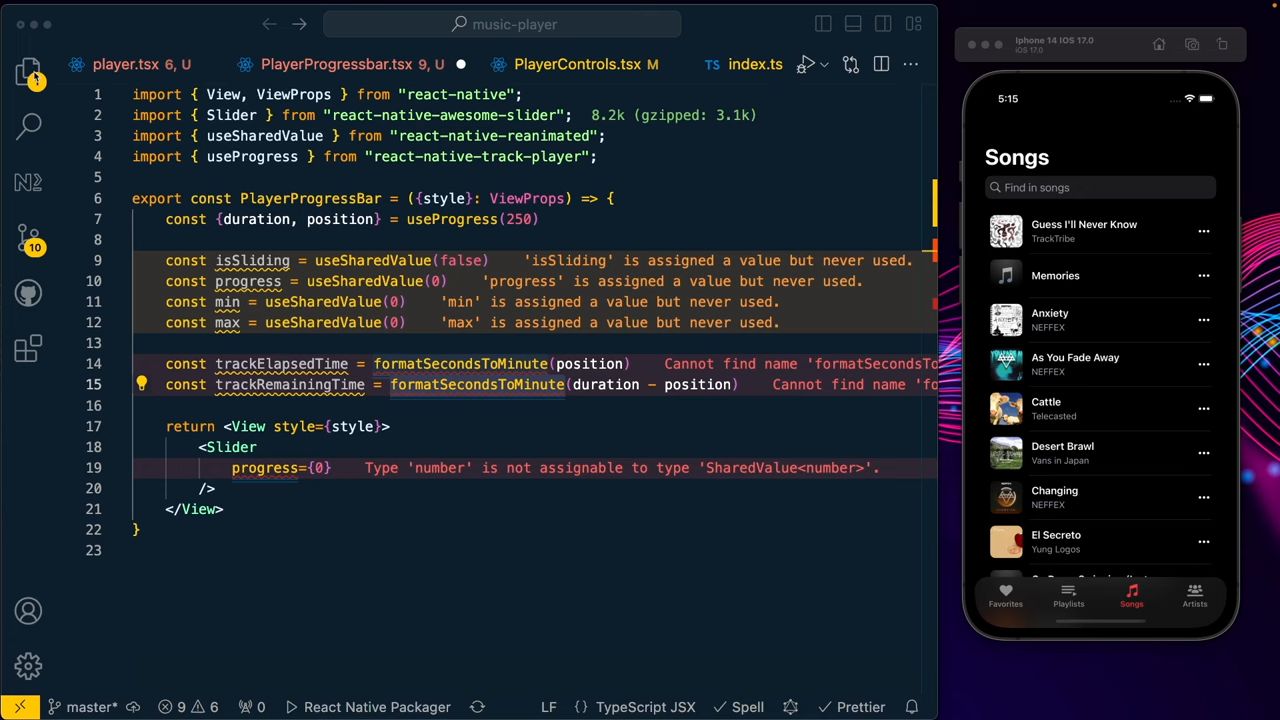 music-player
player.tsx 6, U
PlayerProgressbar.tsx 9, U
PlayerControls.tsx M
TS index.ts
1 import { View, ViewProps } from "react-native";
2 import { Slider } from "react-native-awesome-slider"; 8.2k (gzipped: 3.1k)
3 import { useSharedValue } from "react-native-reanimated";
4 import { useProgress } from "react-native-track-player";
5
6 export const PlayerProgressBar = ({style}: ViewProps) => {
7 const {duration, position} = useProgress(250)
8
9 const isSliding = useSharedValue(false) 'isSliding' is assigned a value but never used.
10 const progress = useSharedValue(0) 'progress' is assigned a value but never used.
11 const min = useSharedValue(0) 'min' is assigned a value but never used.
12 const max = useSharedValue(0) 'max' is assigned a value but never used.
13
14 const trackElapsedTime = formatSecondsToMinute(position) Cannot find name 'formatSecondsTo
15 const trackRemainingTime = formatSecondsToMinute(duration - position) Cannot find name 'fo
16
17 return <View style={style}>
18 <Slider
19 progress={0} Type 'number' is not assignable to type 'SharedValue<number>'.
20 />
21 </View>
22 }
23
1
10
master* 9 6 0 React Native Packager LF {} TypeScript JSX Spell Prettier
Iphone 14 IOS 17.0
iOS 17.0
5:15
Songs
Find in songs
Guess I'll Never Know
TrackTribe
Memories
Anxiety
NEFFEX
As You Fade Away
NEFFEX
Cattle
Telecasted
Desert Brawl
Vans in Japan
Changing
NEFFEX
El Secreto
Yung Logos
Favorites
Playlists
Songs
Artists